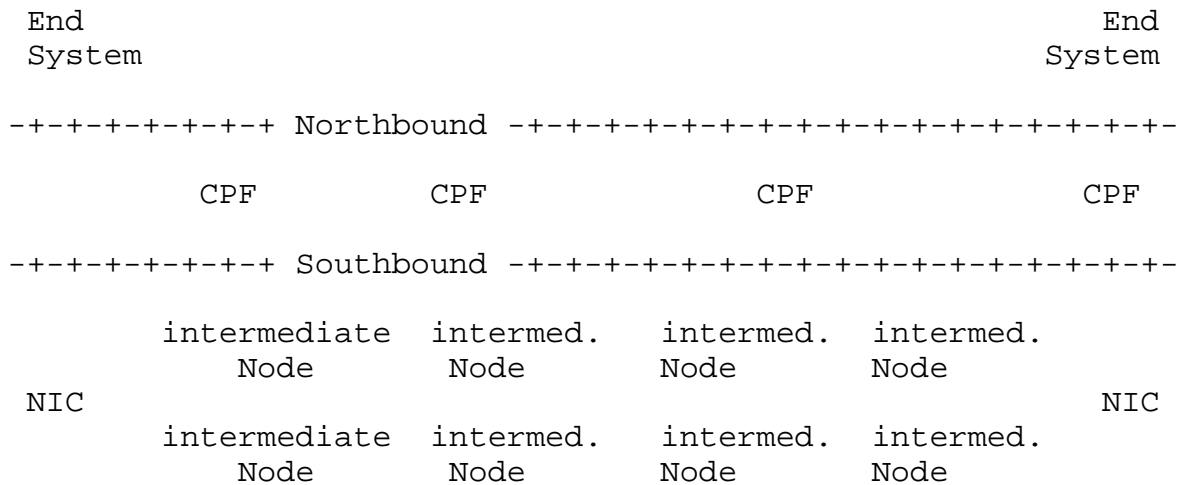 End End
System System
-+-+-+-+-+-+-+ Northbound -+-+-+-+-+-+-+-+-+-+-+-+-+-+-+-+-+-+-
CPF CPF CPF CPF
-+-+-+-+-+-+-+ Southbound -+-+-+-+-+-+-+-+-+-+-+-+-+-+-+-+-+-+-
intermediate intermed. intermed. intermed.
Node Node Node Node
NIC NIC
intermediate intermed. intermed. intermed.
Node Node Node Node